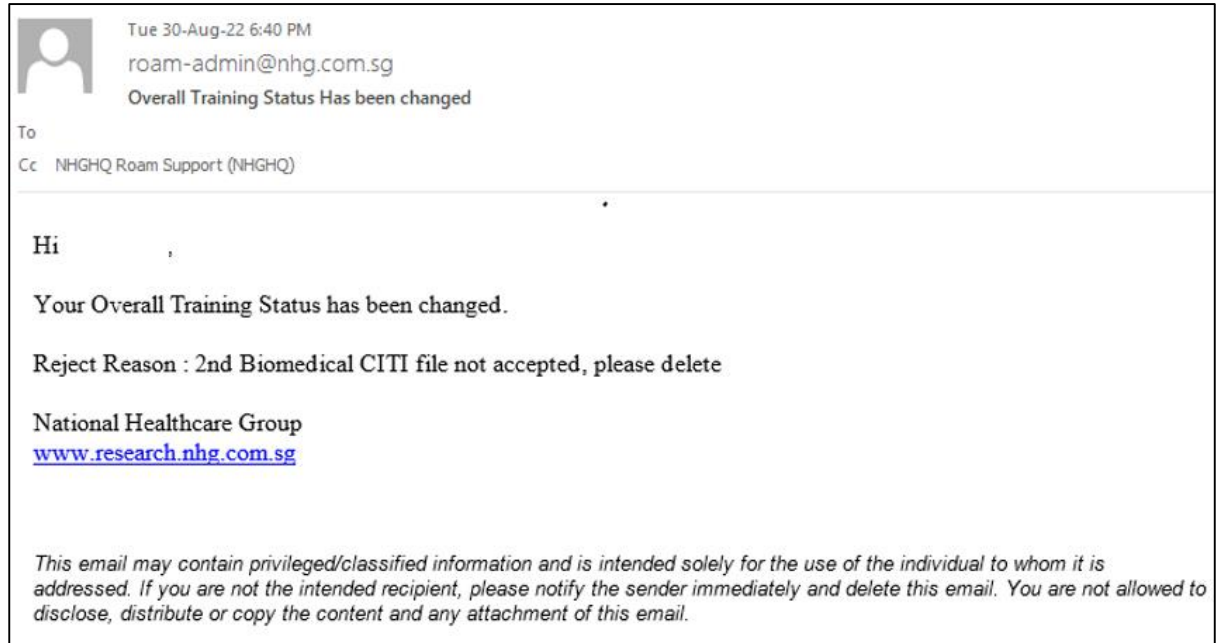 Tue 30-Aug-22 6:40 PM
roam-admin@nhg.com.sg
Overall Training Status Has been changed
To
Cc NHGHQ Roam Support (NHGHQ)
Hi ,
Your Overall Training Status has been changed.
Reject Reason : 2nd Biomedical CITI file not accepted, please delete
National Healthcare Group
www.research.nhg.com.sg
This email may contain privileged/classified information and is intended solely for the use of the individual to whom it is
addressed. If you are not the intended recipient, please notify the sender immediately and delete this email. You are not allowed to
disclose, distribute or copy the content and any attachment of this email.